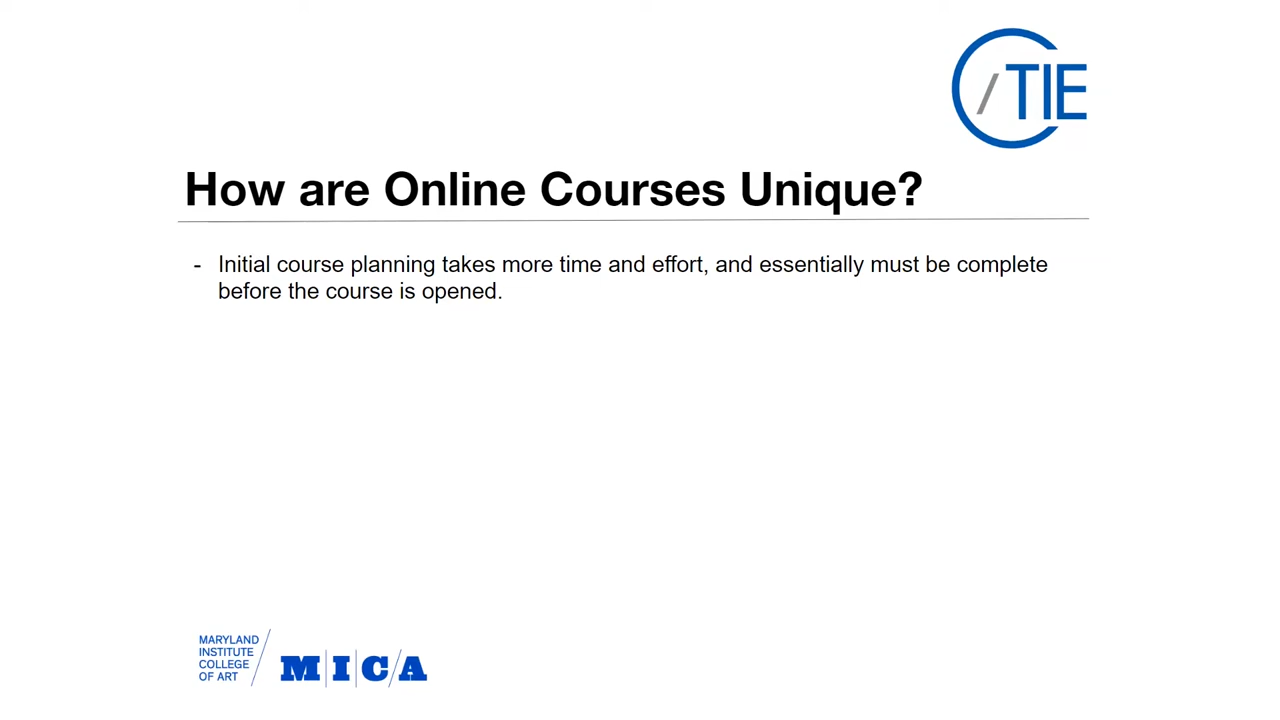 /TIE
How are Online Courses Unique?
- Initial course planning takes more time and effort, and essentially must be complete
before the course is opened.
MARYLAND
INSTITUTE
COLLEGE
OF ART
M|I|C/A